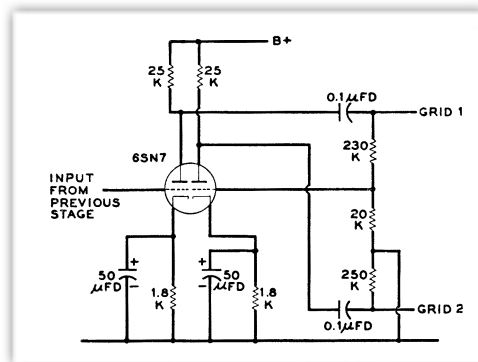 B+
25
K
25
K
0.1µFD
GRID 1
230
K
6SN7
INPUT
FROM
PREVIOUS
STAGE
20
K
+
50
µFD
−
1.8
K
+
50
µFD
−
1.8
K
250
K
GRID 2
0.1µFD